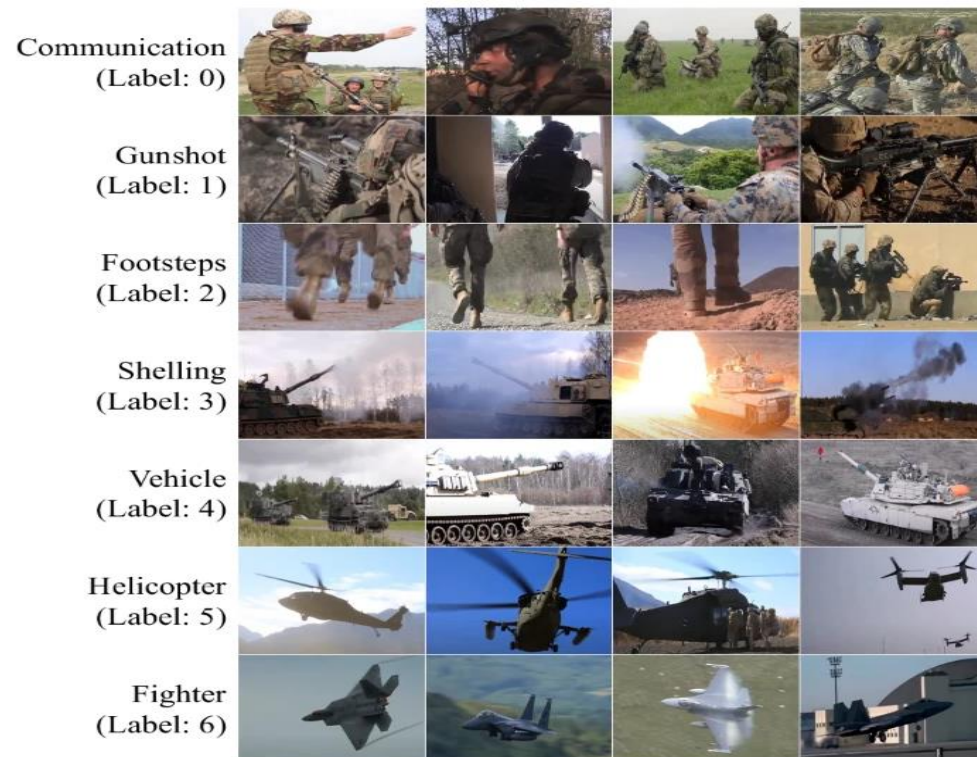 Communication
(Label: 0)
Gunshot
(Label: 1)
Footsteps
(Label: 2)
Shelling
(Label: 3)
Vehicle
(Label: 4)
Helicopter
(Label: 5)
Fighter
(Label: 6)